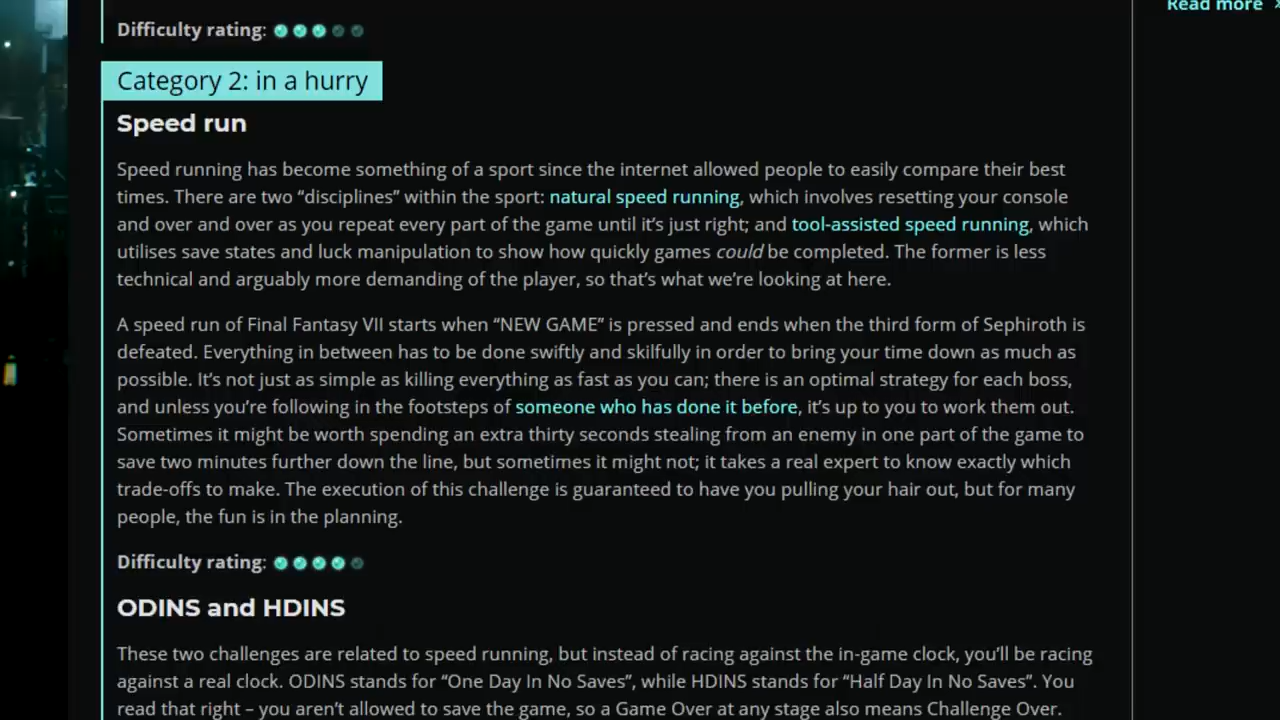 Read more
Difficulty rating:
Category 2: in a hurry
Speed run
Speed running has become something of a sport since the internet allowed people to easily compare their best
times. There are two “disciplines” within the sport: natural speed running, which involves resetting your console
and over and over as you repeat every part of the game until it’s just right; and tool-assisted speed running, which
utilises save states and luck manipulation to show how quickly games could be completed. The former is less
technical and arguably more demanding of the player, so that’s what we’re looking at here.
A speed run of Final Fantasy VII starts when “NEW GAME” is pressed and ends when the third form of Sephiroth is
defeated. Everything in between has to be done swiftly and skilfully in order to bring your time down as much as
possible. It’s not just as simple as killing everything as fast as you can; there is an optimal strategy for each boss,
and unless you’re following in the footsteps of someone who has done it before, it’s up to you to work them out.
Sometimes it might be worth spending an extra thirty seconds stealing from an enemy in one part of the game to
save two minutes further down the line, but sometimes it might not; it takes a real expert to know exactly which
trade-offs to make. The execution of this challenge is guaranteed to have you pulling your hair out, but for many
people, the fun is in the planning.
Difficulty rating:
ODINS and HDINS
These two challenges are related to speed running, but instead of racing against the in-game clock, you’ll be racing
against a real clock. ODINS stands for “One Day In No Saves”, while HDINS stands for “Half Day In No Saves”. You
read that right – you aren’t allowed to save the game, so a Game Over at any stage also means Challenge Over.